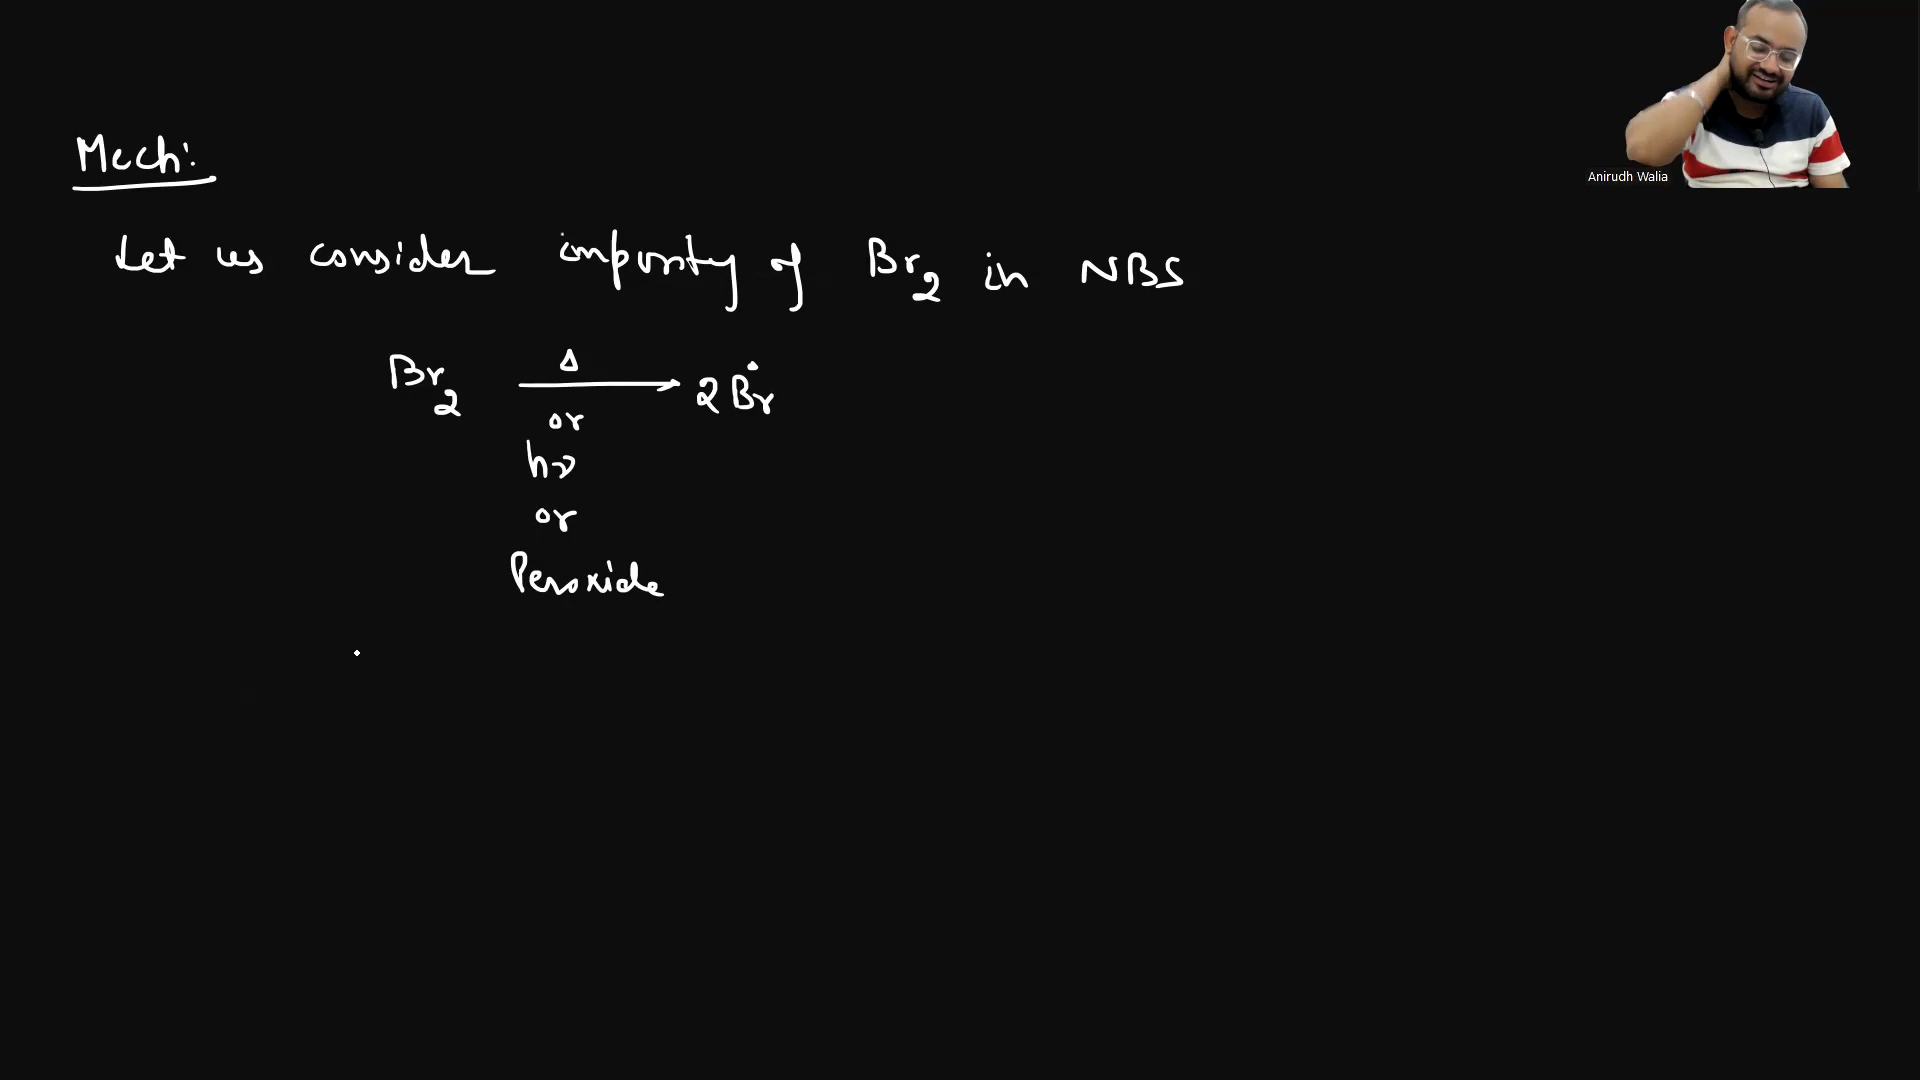 Anirudh Walia
Mech:
Let us consider impurity of Br2 in NBS
Br2 Δ 2Br•
or
hν
or
Peroxide